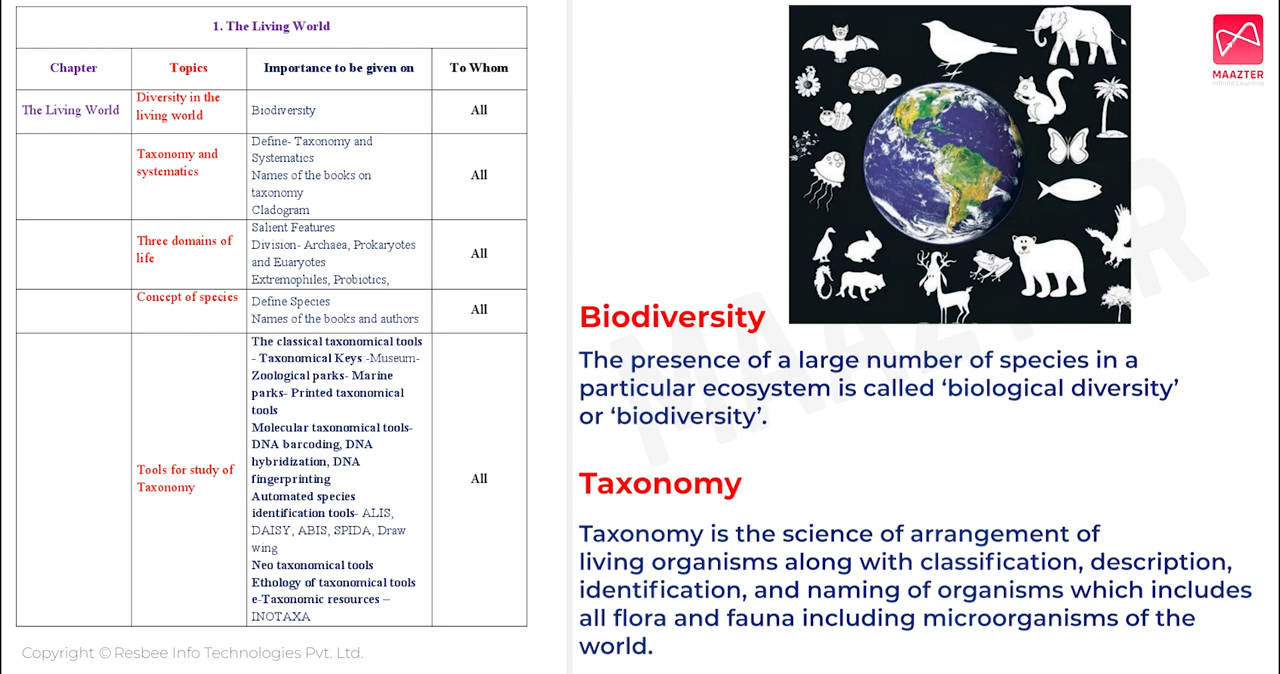 1. The Living World
Chapter
Topics
Importance to be given on
To Whom
The Living World
Diversity in the
living world
Biodiversity
All
Taxonomy and
systematics
Define- Taxonomy and
Systematics
Names of the books on
taxonomy
Cladogram
All
Three domains of
life
Salient Features
Division- Archaea, Prokaryotes
and Euaryotes
Extremophiles, Probiotics,
All
Concept of species
Define Species
Names of the books and authors
All
Tools for study of
Taxonomy
The classical taxonomical tools
- Taxonomical Keys -Museum-
Zoological parks- Marine
parks- Printed taxonomical
tools
Molecular taxonomical tools-
DNA barcoding, DNA
hybridization, DNA
fingerprinting
Automated species
identification tools- ALIS,
DAISY, ABIS, SPIDA, Draw
wing
Neo taxonomical tools
Ethology of taxonomical tools
e-Taxonomic resources –
INOTAXA
All
Copyright © Resbee Info Technologies Pvt. Ltd.
MAAZTER
Infinite Learning
MAAZTER
Biodiversity
The presence of a large number of species in a
particular ecosystem is called ‘biological diversity’
or ‘biodiversity’.
Taxonomy
Taxonomy is the science of arrangement of
living organisms along with classification, description,
identification, and naming of organisms which includes
all flora and fauna including microorganisms of the
world.